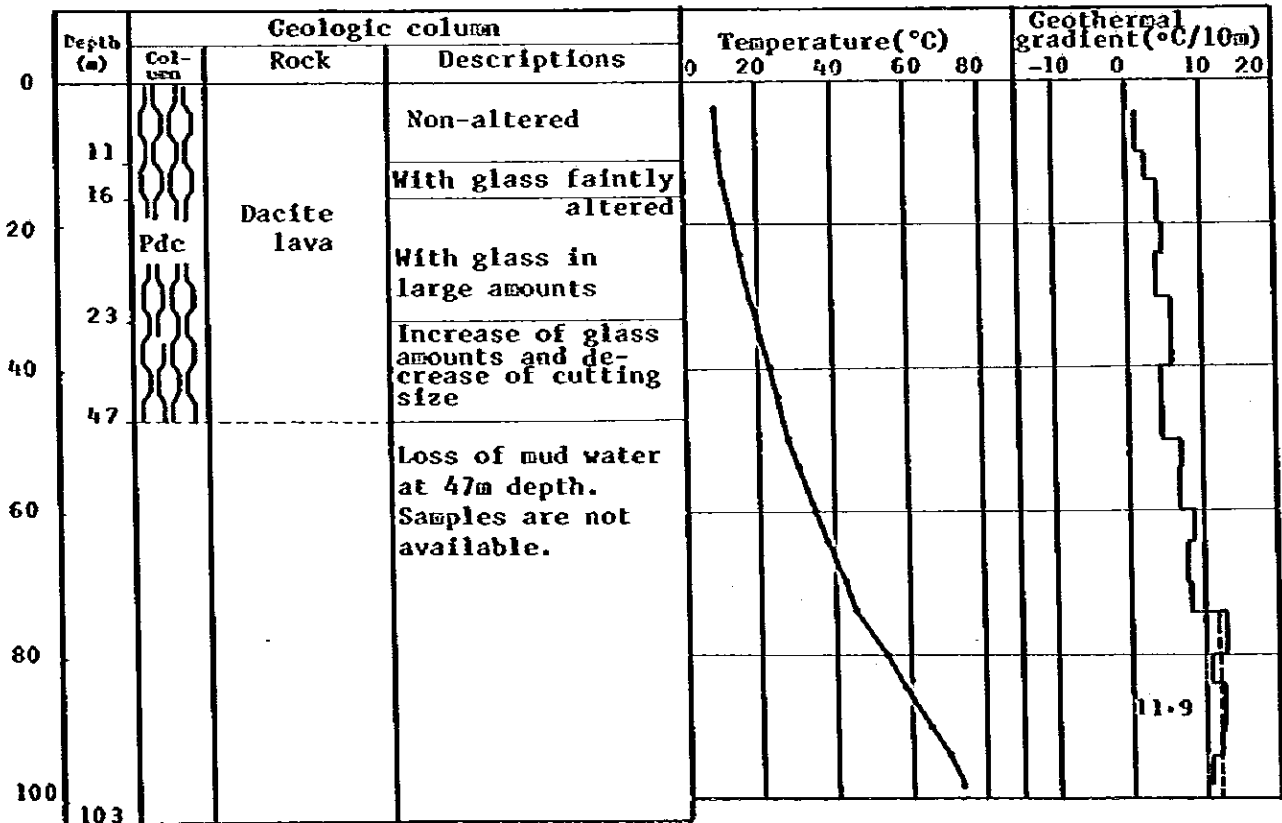 Depth
(m)
Geologic column
Col-
umn
Rock
Descriptions
Temperature(°C)
0 20 40 60 80
Geothermal
gradient(°C/10m)
-10 0 10 20
0
11
16
20
23
40
47
60
80
100
103
Pdc
Dacite
lava
Non-altered
With glass faintly
altered
With glass in
large amounts
Increase of glass
amounts and de-
crease of cutting
size
Loss of mud water
at 47m depth.
Samples are not
available.
11.9